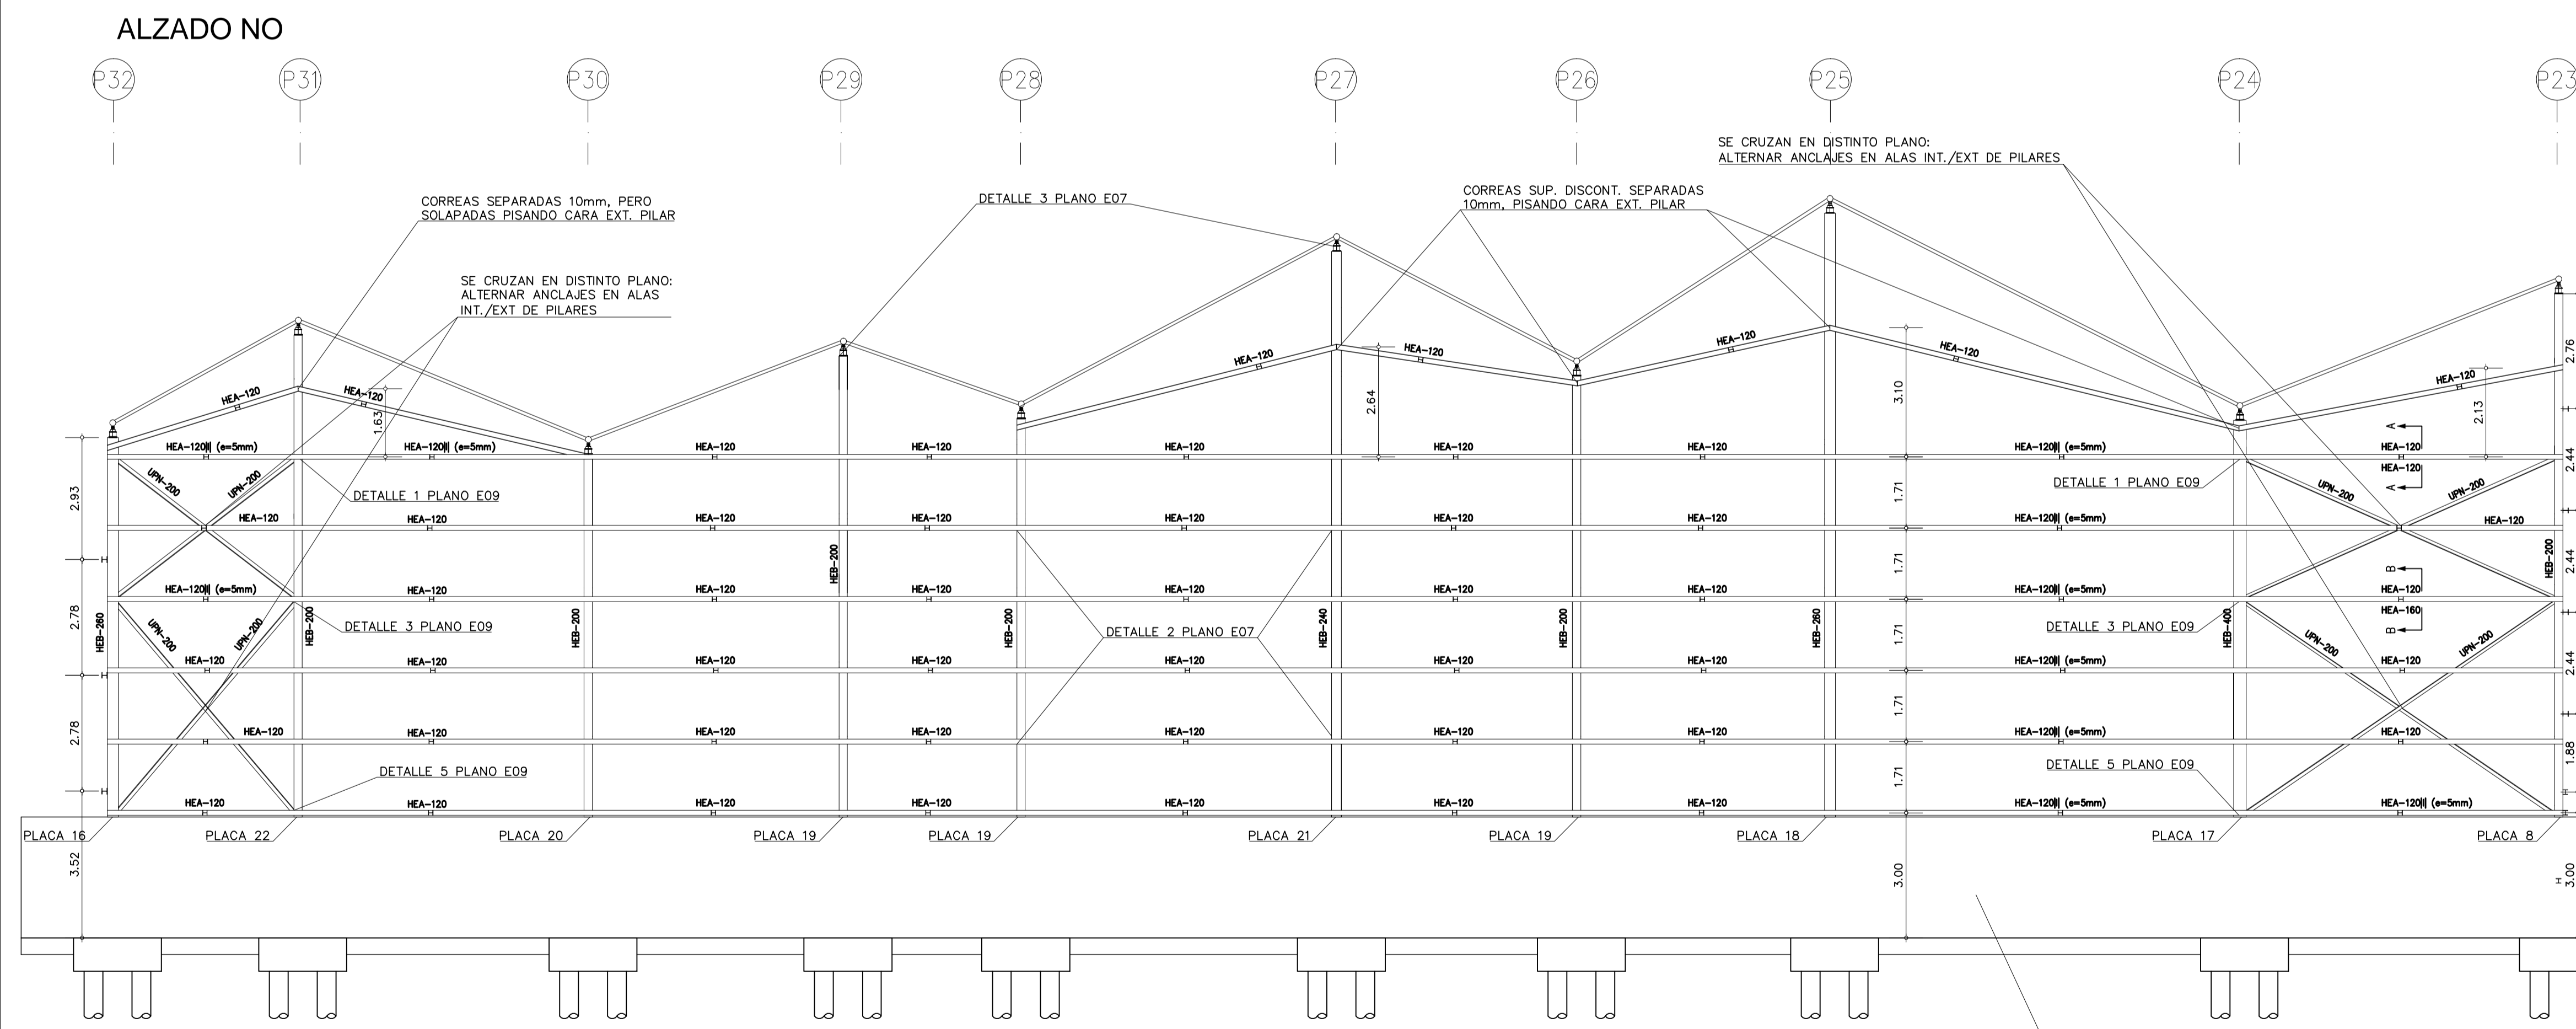 ALZADO NO
P32 P31 P30 P29 P28 P27 P26 P25 P24 P23
SE CRUZAN EN DISTINTO PLANO:
ALTERNAR ANCLAJES EN ALAS INT./EXT DE PILARES
CORREAS SEPARADAS 10mm, PERO
SOLAPADAS PISANDO CARA EXT. PILAR
DETALLE 3 PLANO E07
CORREAS SUP. DISCONT. SEPARADAS
10mm, PISANDO CARA EXT. PILAR
SE CRUZAN EN DISTINTO PLANO:
ALTERNAR ANCLAJES EN ALAS
INT./EXT DE PILARES
HEA-120 HEA-120 HEA-120 HEA-120 HEA-120 HEA-120 HEA-120
1.63 2.64 3.10 2.13 2.76
A
HEA-120 (e=5mm) HEA-120 (e=5mm) HEA-120 HEA-120 HEA-120 HEA-120 HEA-120 HEA-120 (e=5mm) HEA-120
HEA-120
A
UPN-200 UPN-200 UPN-200 UPN-200
DETALLE 1 PLANO E09 DETALLE 1 PLANO E09
2.93 1.71 2.44
HEA-120 HEA-120 HEA-120 HEA-120 HEA-120 HEA-120 HEA-120 HEA-120 (e=5mm) HEA-120
HEB-200 1.71 HEB-200 2.44
B
HEA-120 (e=5mm) HEA-120 HEA-120 HEA-120 HEA-120 HEA-120 HEA-120 HEA-120 (e=5mm) HEA-120
HEA-160
B
2.78 HEB-260 UPN-200 UPN-200 HEB-200 HEB-200 HEB-200 HEB-240 HEB-200 HEB-260 1.71 HEB-400 UPN-200 UPN-200 2.44
DETALLE 3 PLANO E09 DETALLE 2 PLANO E07 DETALLE 3 PLANO E09
HEA-120 HEA-120 HEA-120 HEA-120 HEA-120 HEA-120 HEA-120 HEA-120 (e=5mm) HEA-120
2.78 1.71 1.88
HEA-120 HEA-120 HEA-120 HEA-120 HEA-120 HEA-120 HEA-120 HEA-120 (e=5mm) HEA-120
DETALLE 5 PLANO E09 1.71 DETALLE 5 PLANO E09
HEA-120 HEA-120 HEA-120 HEA-120 HEA-120 HEA-120 HEA-120 HEA-120 (e=5mm) HEA-120 (e=5mm)
PLACA 16 PLACA 22 PLACA 20 PLACA 19 PLACA 19 PLACA 21 PLACA 19 PLACA 18 PLACA 17 PLACA 8
3.52 3.00 3.00